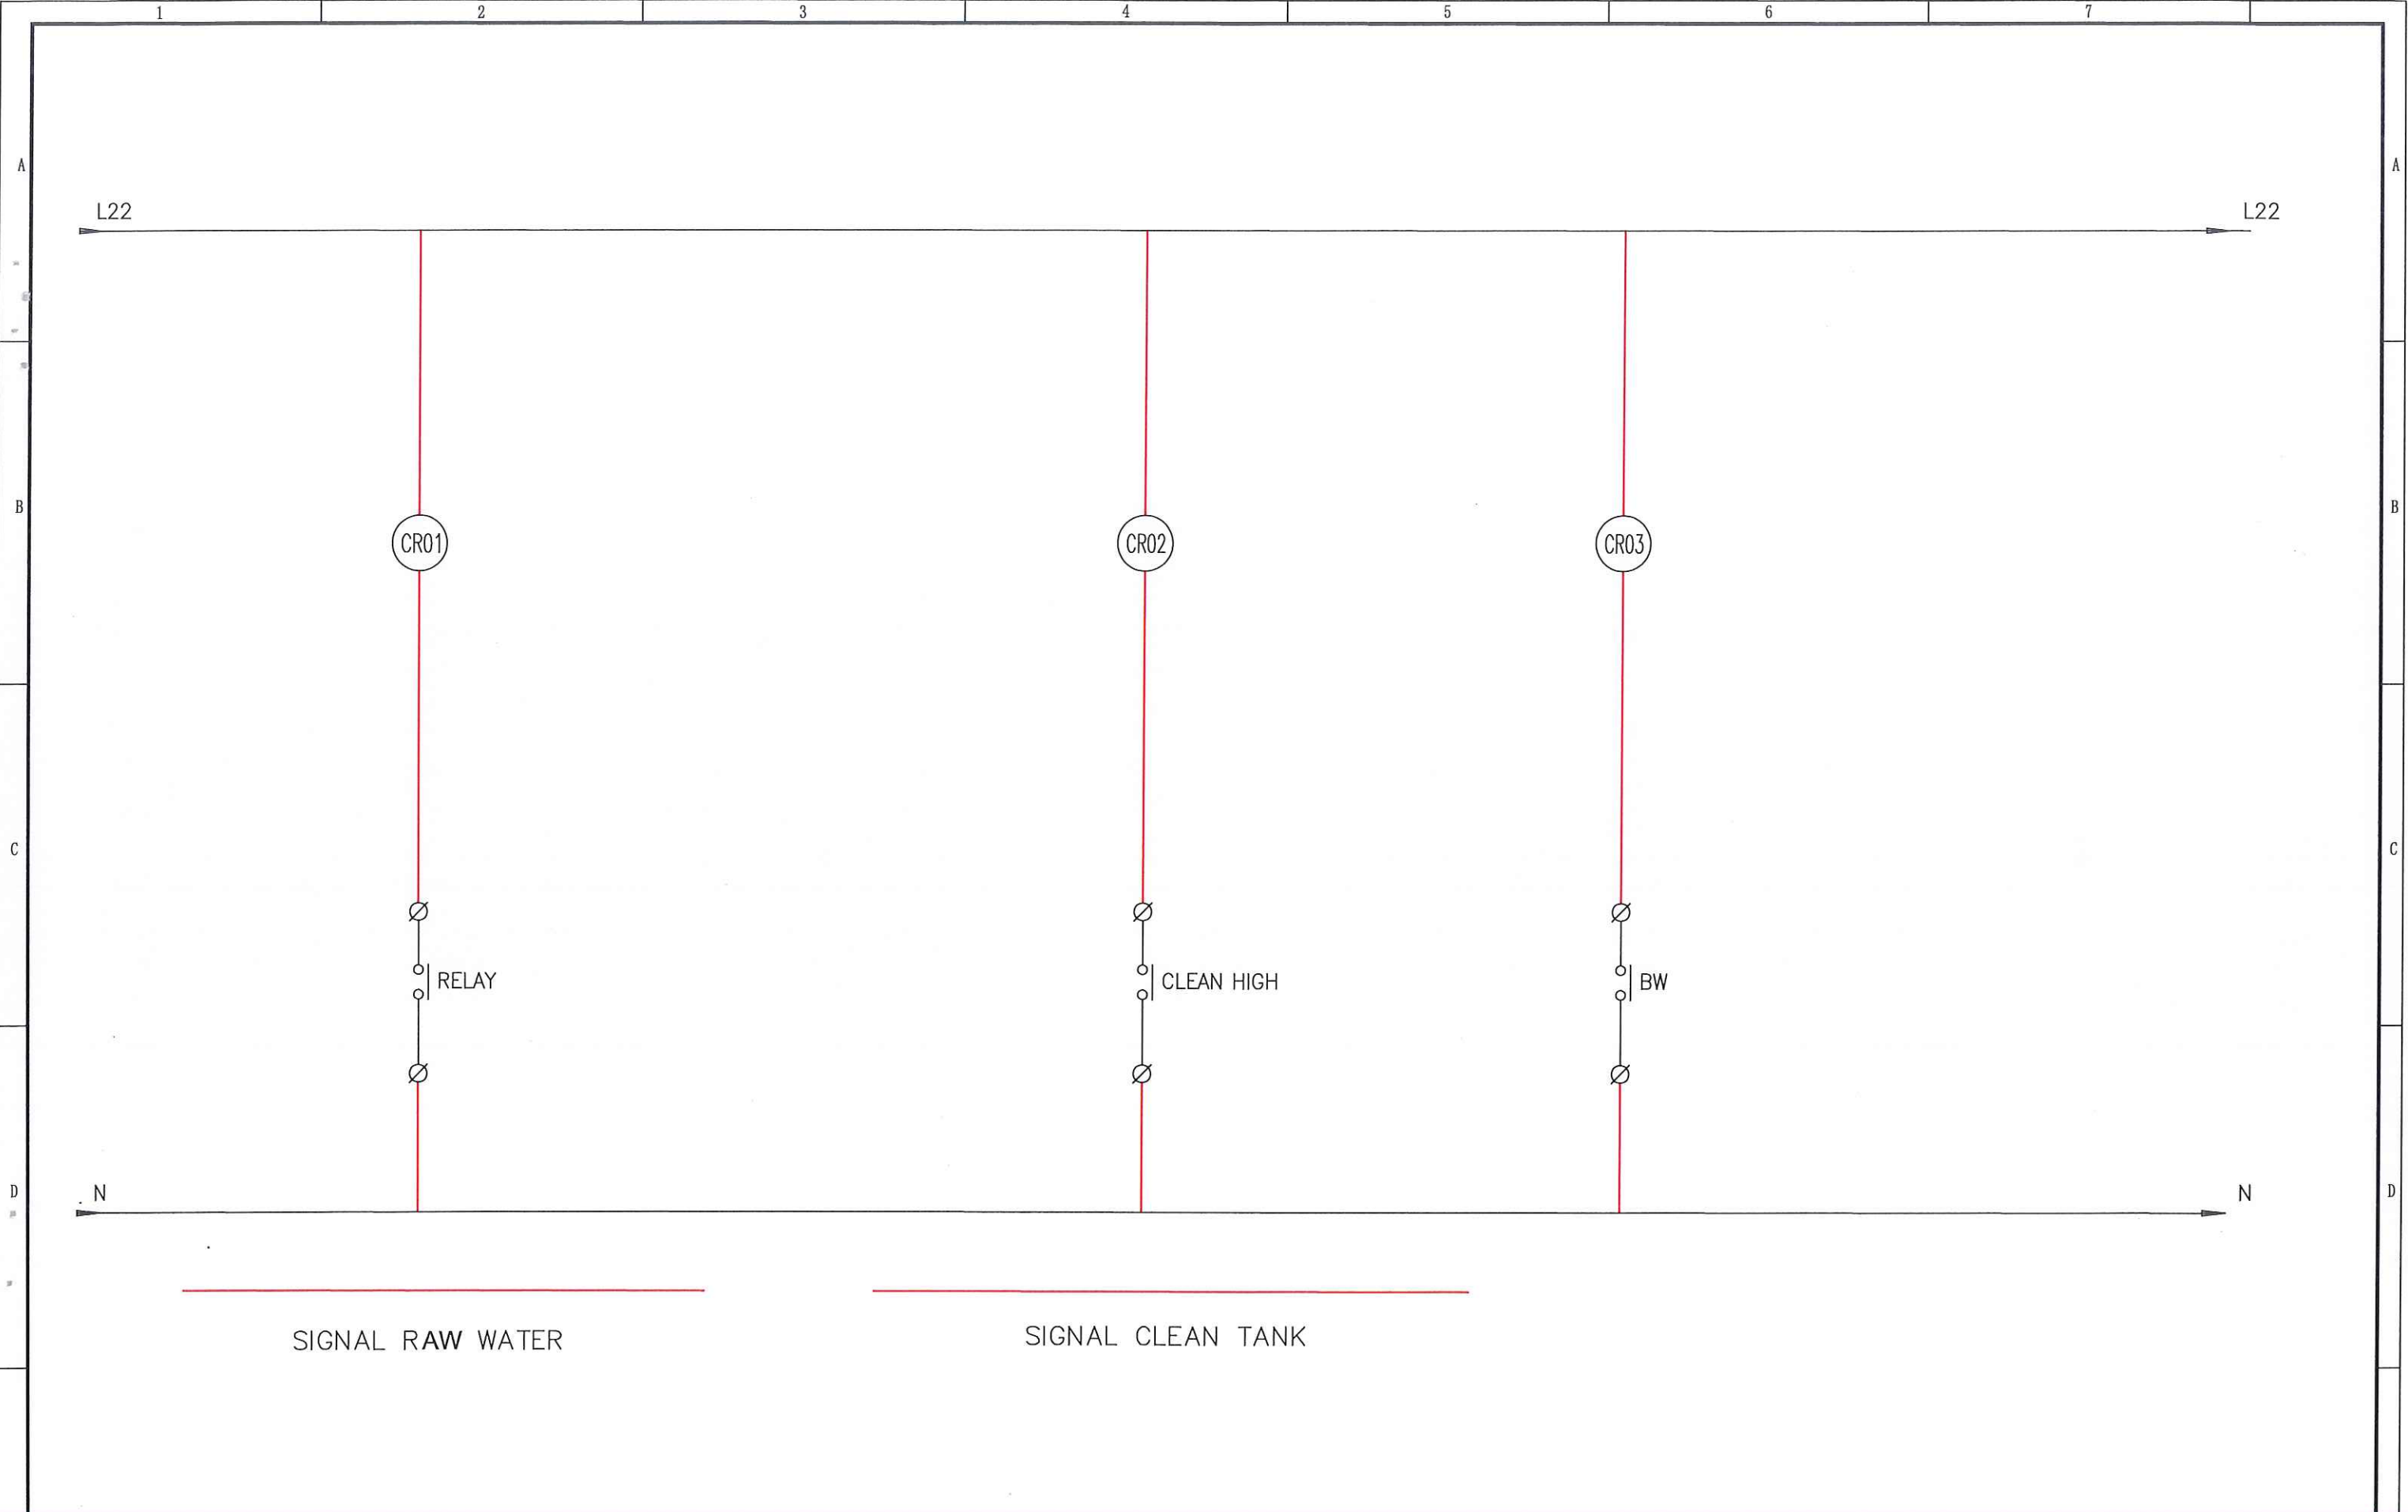 1 2 3 4 5 6 7
A A
L22 L22
B CR01 CR02 CR03 B
C C
RELAY CLEAN HIGH BW
D N N D
SIGNAL RAW WATER SIGNAL CLEAN TANK